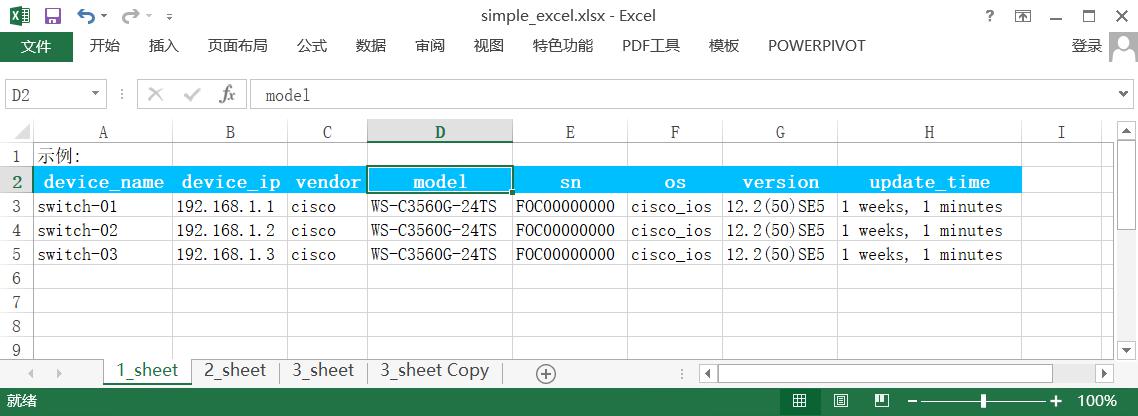 simple_excel.xlsx - Excel
?
文件 开始 插入 页面布局 公式 数据 审阅 视图 特色功能 PDF工具 模板 POWERPIVOT 登录
D2 fx model
A B C D E F G H I
1 示例:
2 device_name device_ip vendor model sn os version update_time
3 switch-01 192.168.1.1 cisco WS-C3560G-24TS FOC00000000 cisco_ios 12.2(50)SE5 1 weeks, 1 minutes
4 switch-02 192.168.1.2 cisco WS-C3560G-24TS FOC00000000 cisco_ios 12.2(50)SE5 1 weeks, 1 minutes
5 switch-03 192.168.1.3 cisco WS-C3560G-24TS FOC00000000 cisco_ios 12.2(50)SE5 1 weeks, 1 minutes
6
7
8
9
1_sheet 2_sheet 3_sheet 3_sheet Copy
就绪 100%